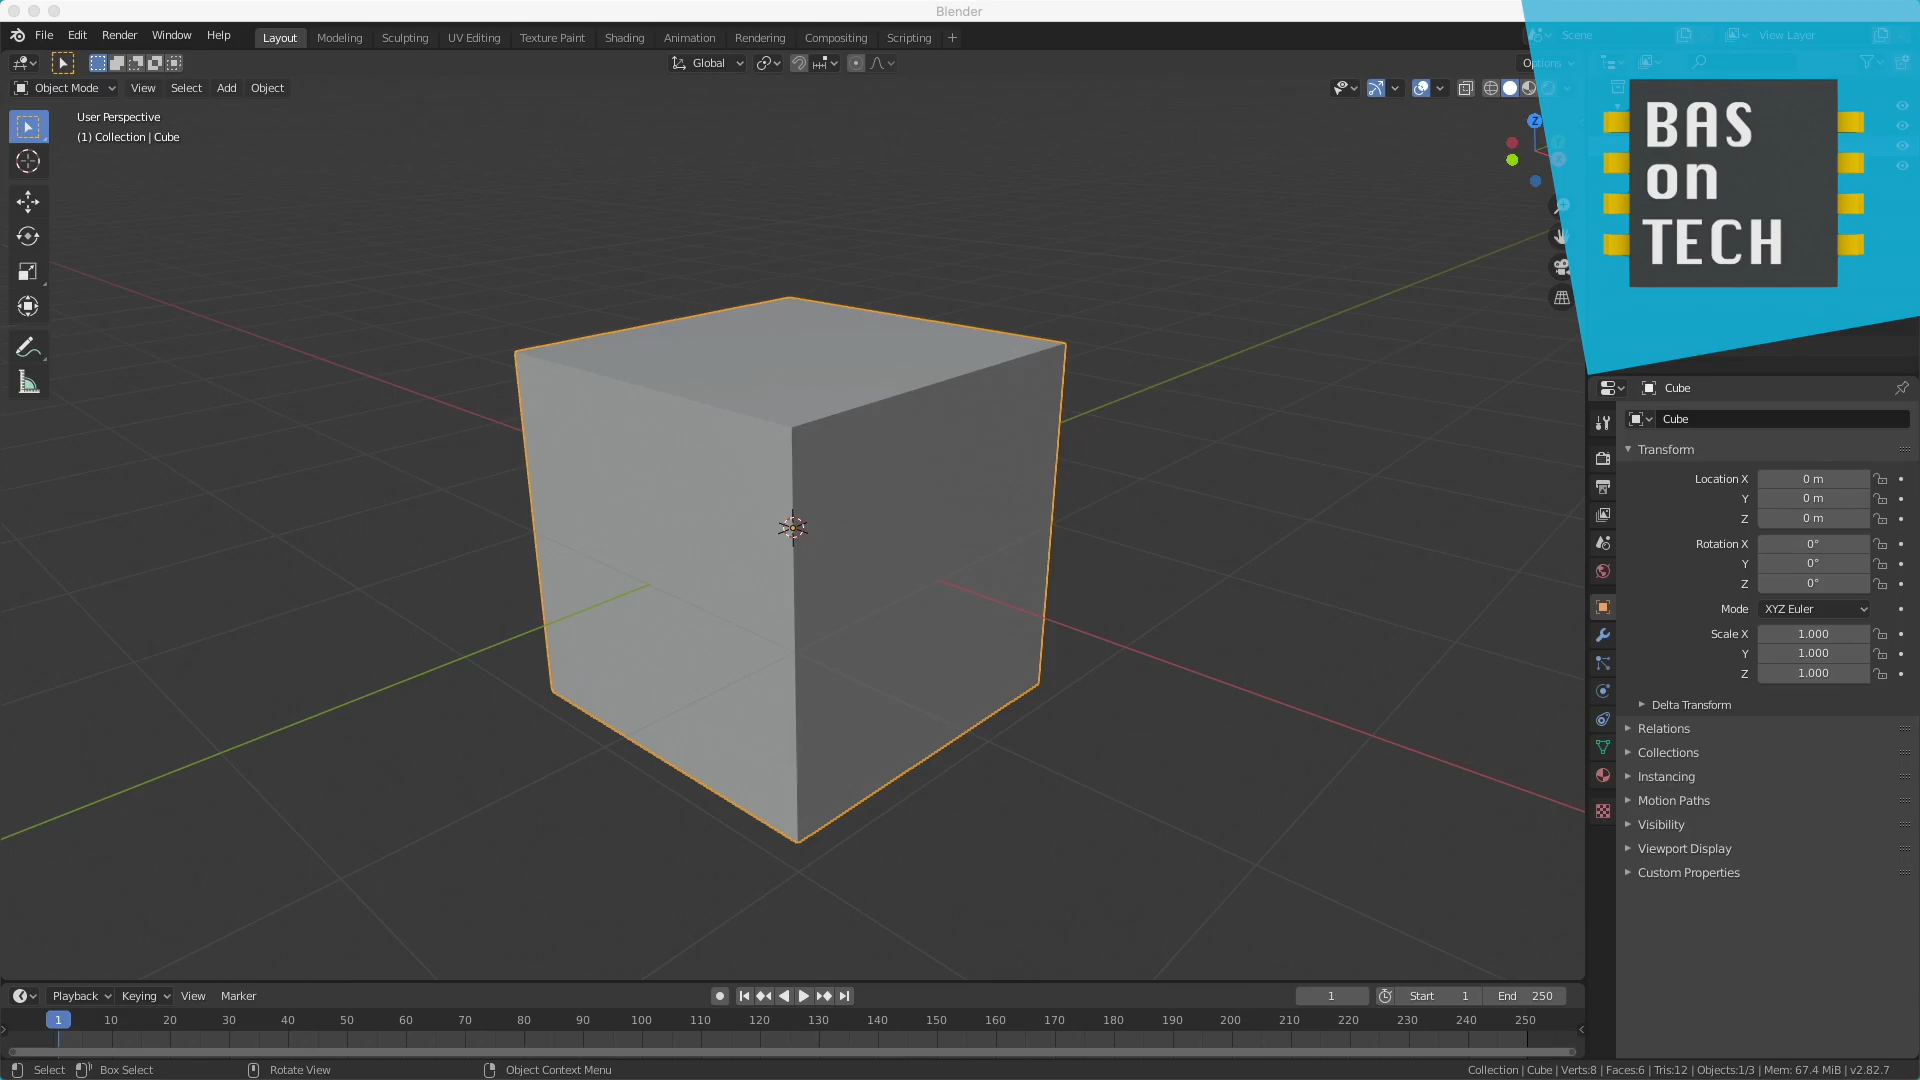 Blender
File Edit Render Window Help Layout Modeling Sculpting UV Editing Texture Paint Shading Animation Rendering Compositing Scripting + Scene View Layer
Global Options
Object Mode View Select Add Object
User Perspective
(1) Collection | Cube
Z
BAS
on
TECH
Cube
Cube
Transform
Location X 0 m
Y 0 m
Z 0 m
Rotation X 0°
Y 0°
Z 0°
Mode XYZ Euler
Scale X 1.000
Y 1.000
Z 1.000
Delta Transform
Relations
Collections
Instancing
Motion Paths
Visibility
Viewport Display
Custom Properties
Playback Keying View Marker 1 Start 1 End 250
1 10 20 30 40 50 60 70 80 90 100 110 120 130 140 150 160 170 180 190 200 210 220 230 240 250
Select Box Select Rotate View Object Context Menu Collection | Cube | Verts:8 | Faces:6 | Tris:12 | Objects:1/3 | Mem: 67.4 MiB | v2.82.7